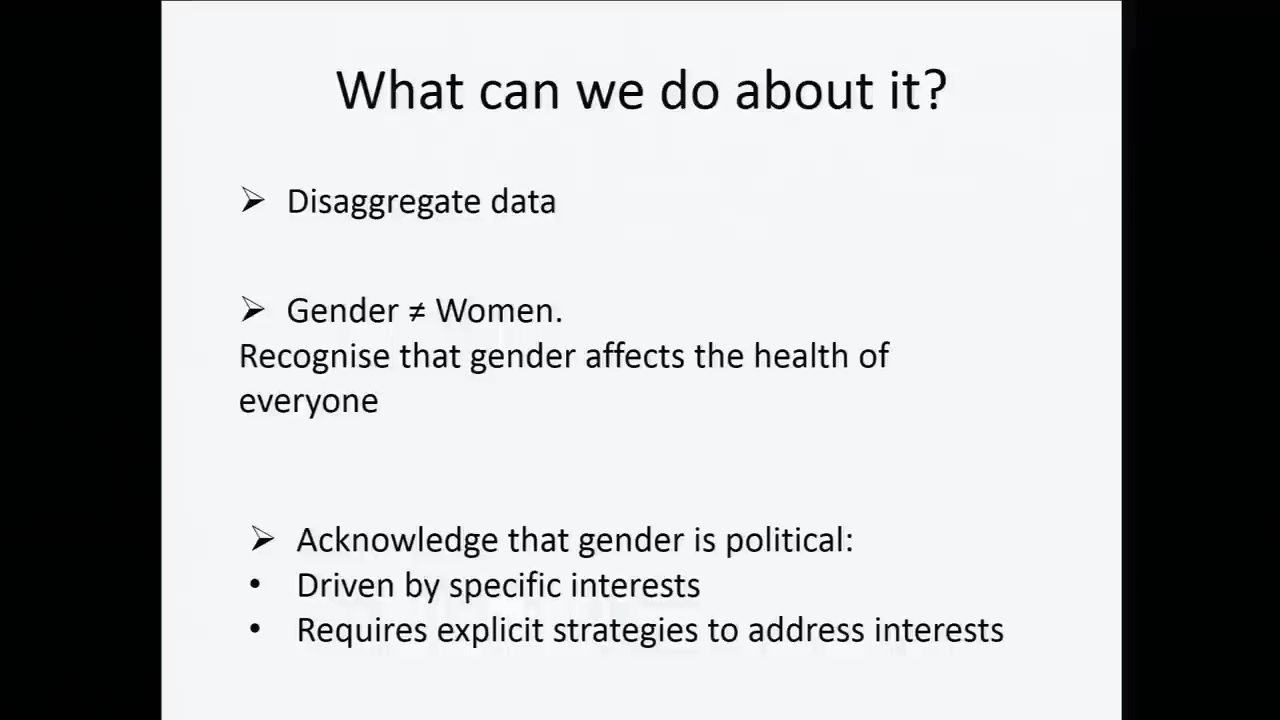 What can we do about it?
➢ Disaggregate data
➢ Gender ≠ Women.
Recognise that gender affects the health of
everyone
➢ Acknowledge that gender is political:
• Driven by specific interests
• Requires explicit strategies to address interests